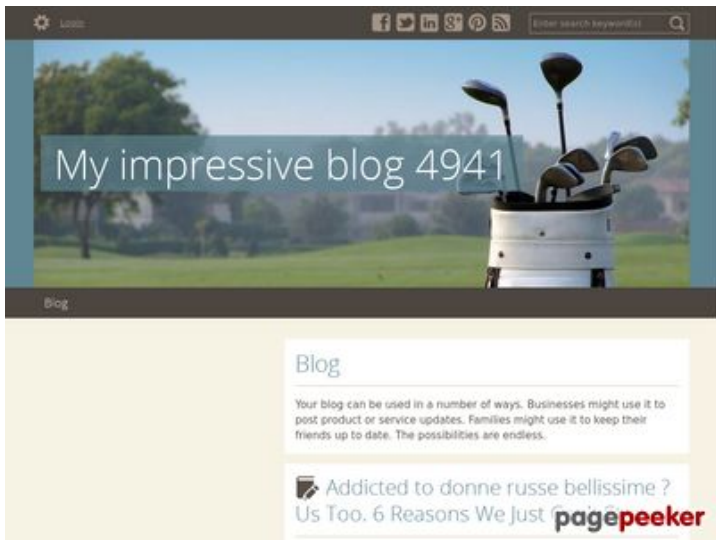 Login
Enter search keyword(s)
My impressive blog 4941
Blog
Blog
Your blog can be used in a number of ways. Businesses might use it to
post product or service updates. Families might use it to keep their
friends up to date. The possibilities are endless.
Addicted to donne russe bellissime ?
Us Too. 6 Reasons We Just
pagepeeker